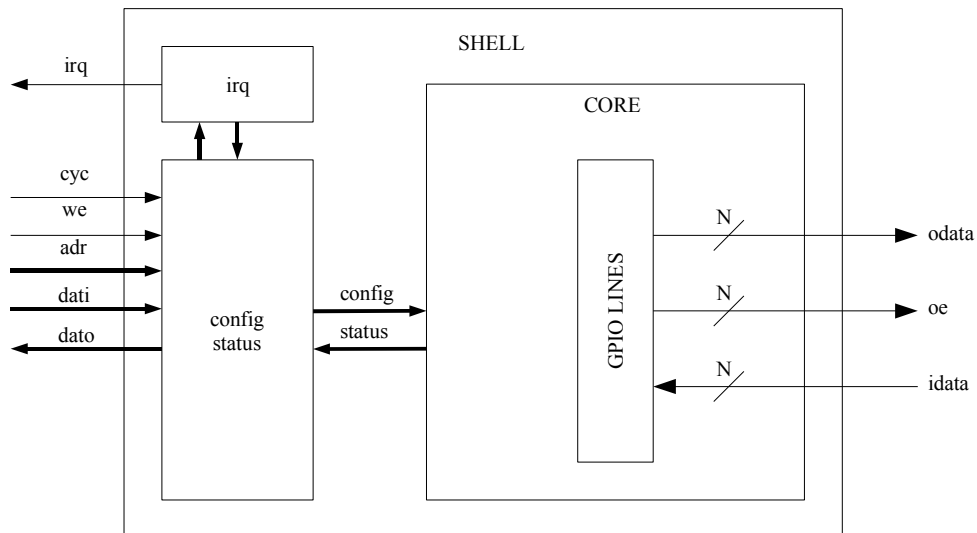 SHELL
irq
irq
CORE
cyc
we
adr
dati
dato
config
status
config
status
GPIO LINES
N
odata
N
oe
N
idata